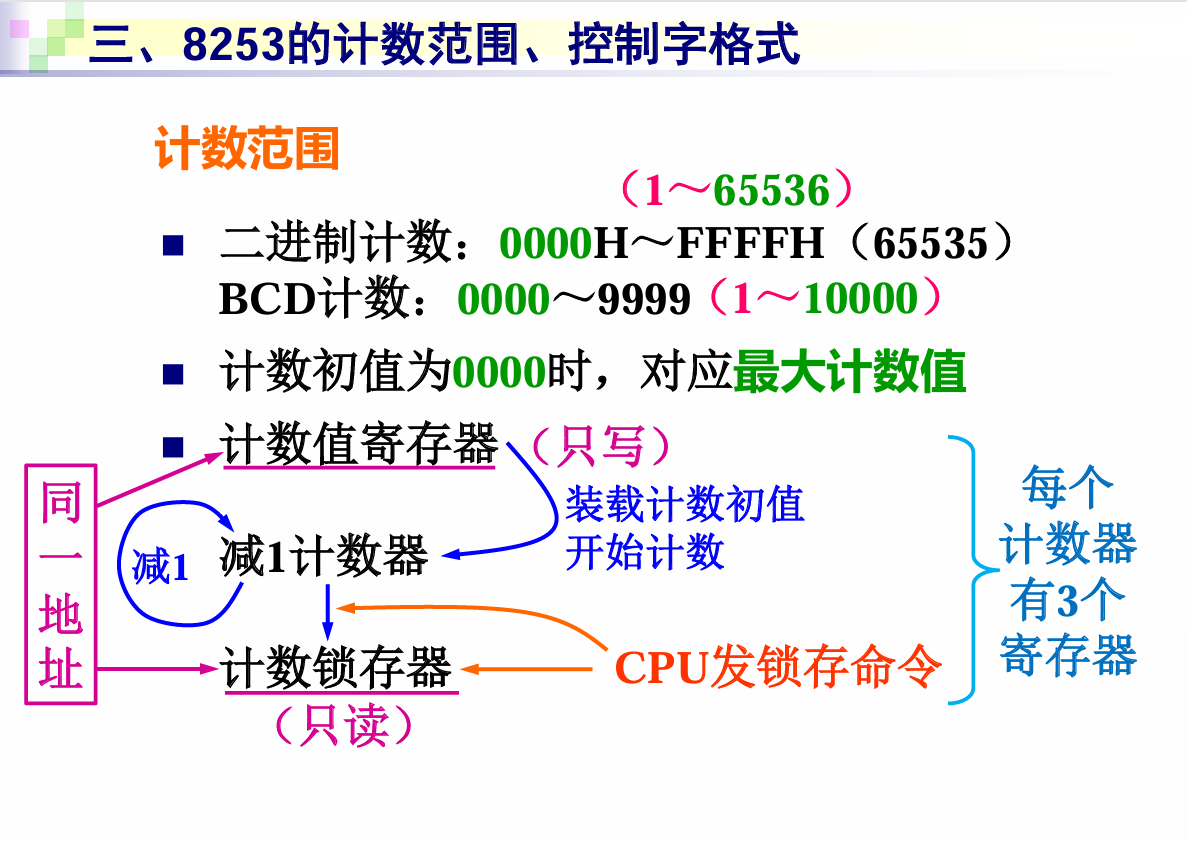 三、8253的计数范围、控制字格式
计数范围
（1～65536）
二进制计数：0000H～FFFFH（65535）
BCD计数：0000～9999（1～10000）
计数初值为0000时，对应最大计数值
计数值寄存器（只写）
装载计数初值
开始计数
减1
减1计数器
计数锁存器
CPU发锁存命令
（只读）
同
一
地
址
每个
计数器
有3个
寄存器